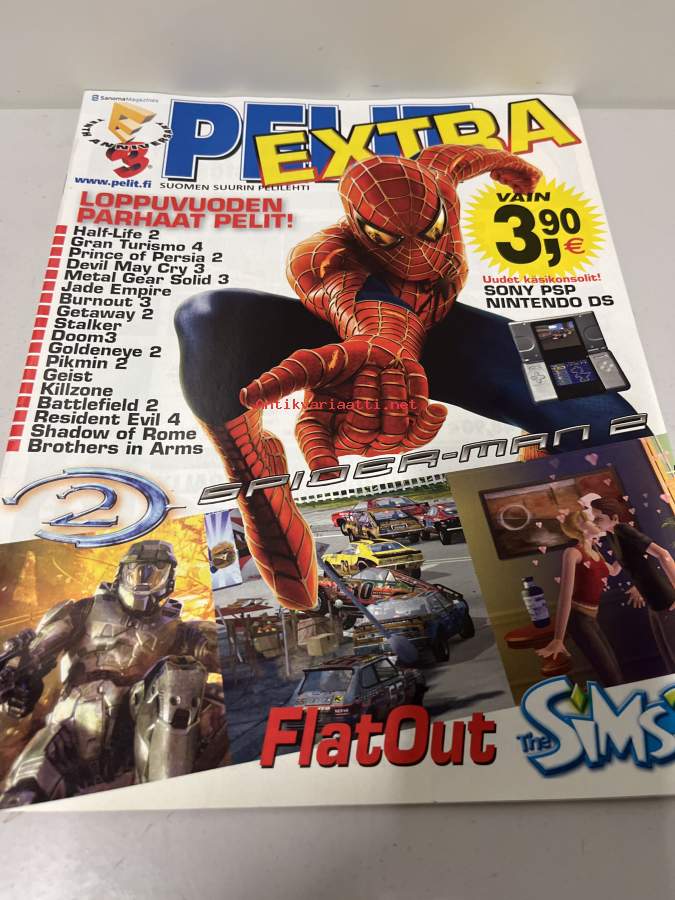 SanomaMagazines
TENTH ANNIVERSARY
E3
PELIT
EXTRA
www.pelit.fi
SUOMEN SUURIN PELILEHTI
LOPPUVUODEN
PARHAAT PELIT!
Half-Life 2
Gran Turismo 4
Prince of Persia 2
Devil May Cry 3
Metal Gear Solid 3
Jade Empire
Burnout 3
Getaway 2
Stalker
Doom3
Goldeneye 2
Pikmin 2
Geist
Killzone
Battlefield 2
Resident Evil 4
Shadow of Rome
Brothers in Arms
VAIN
3,90
€
Uudet käsikonsolit!
SONY PSP
NINTENDO DS
Antikvariaatti.net
SPIDER-MAN 2
2
FlatOut
The SiMS